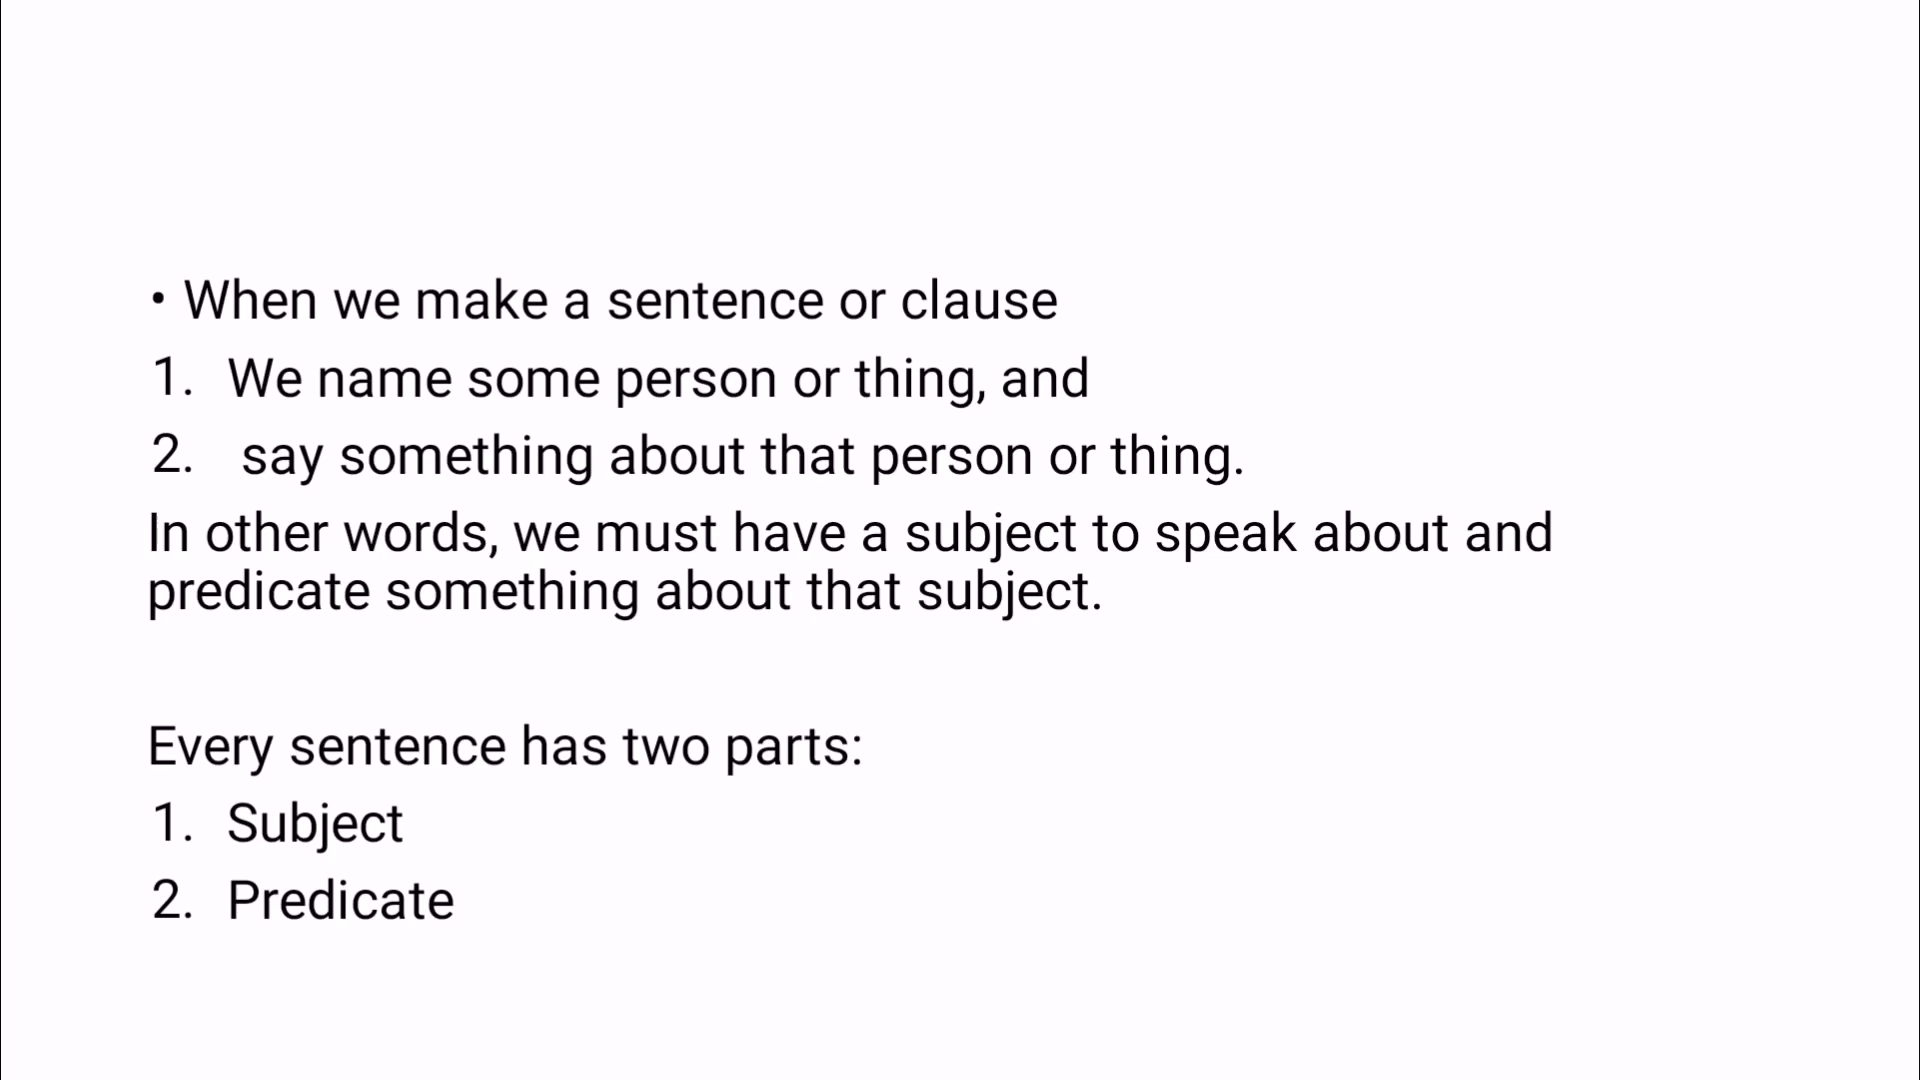 • When we make a sentence or clause
1. We name some person or thing, and
2. say something about that person or thing.
In other words, we must have a subject to speak about and
predicate something about that subject.
Every sentence has two parts:
1. Subject
2. Predicate